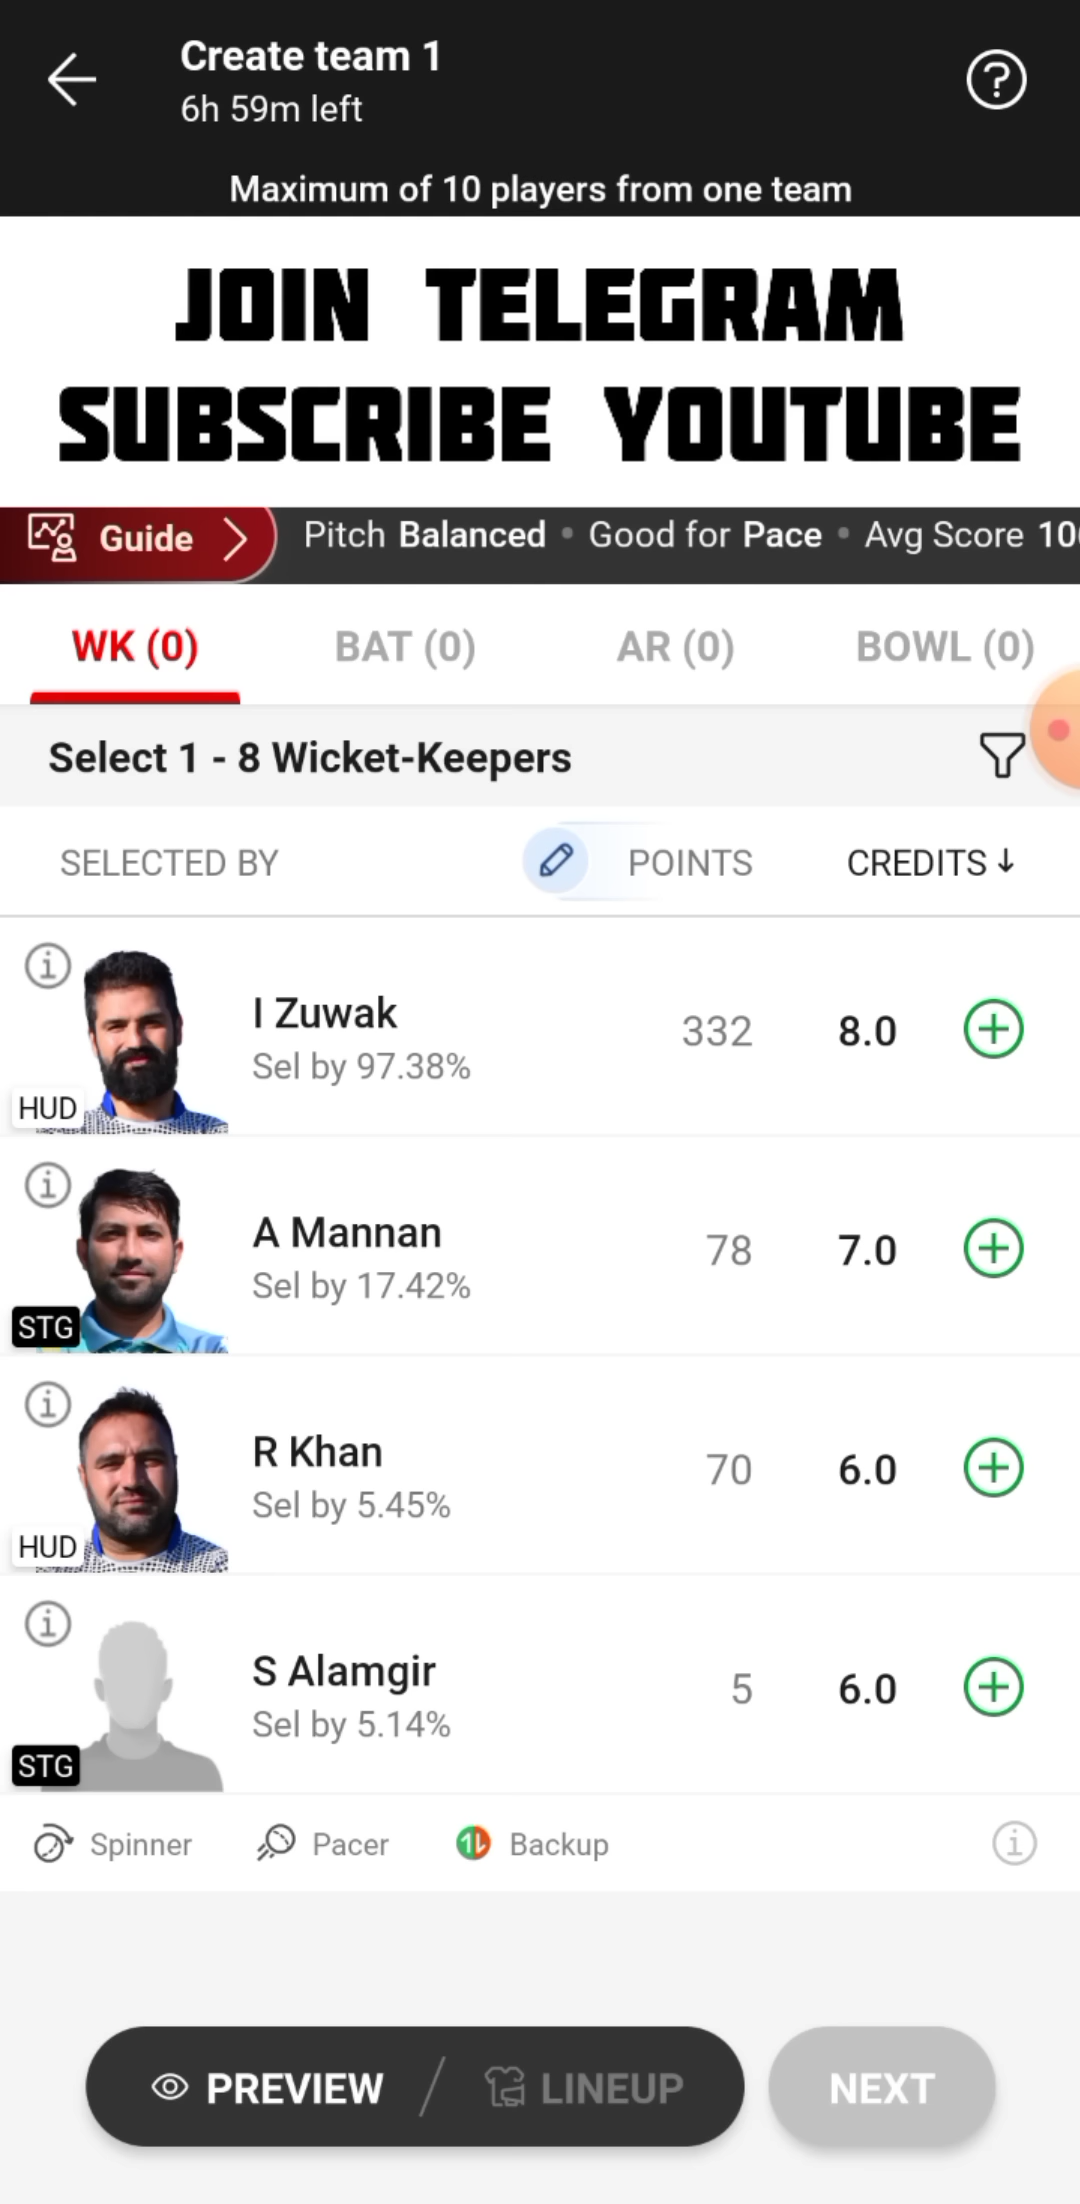 Create team 1
6h 59m left
Maximum of 10 players from one team
JOIN TELEGRAM
SUBSCRIBE YOUTUBE
Guide
Pitch Balanced • Good for Pace • Avg Score
WK (0) BAT (0) AR (0) BOWL (0)
Select 1 - 8 Wicket-Keepers
SELECTED BY POINTS CREDITS ↓
I Zuwak 332 8.0
Sel by 97.38%
HUD
A Mannan 78 7.0
Sel by 17.42%
STG
R Khan 70 6.0
Sel by 5.45%
HUD
S Alamgir 5 6.0
Sel by 5.14%
STG
Spinner Pacer Backup
PREVIEW / LINEUP NEXT